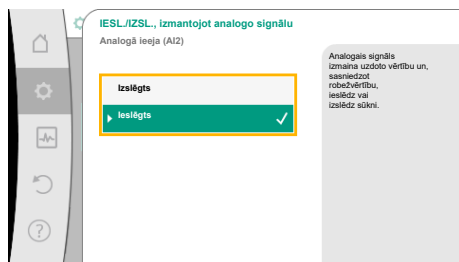 IESL./IZSL., izmantojot analogo signālu
Analogā ieeja (AI2)
Izslēgts
Ieslēgts
Analogais signāls
izmaina uzdoto vērtību un,
sasniedzot
robežvērtību,
ieslēdz vai
izslēdz sūkni.